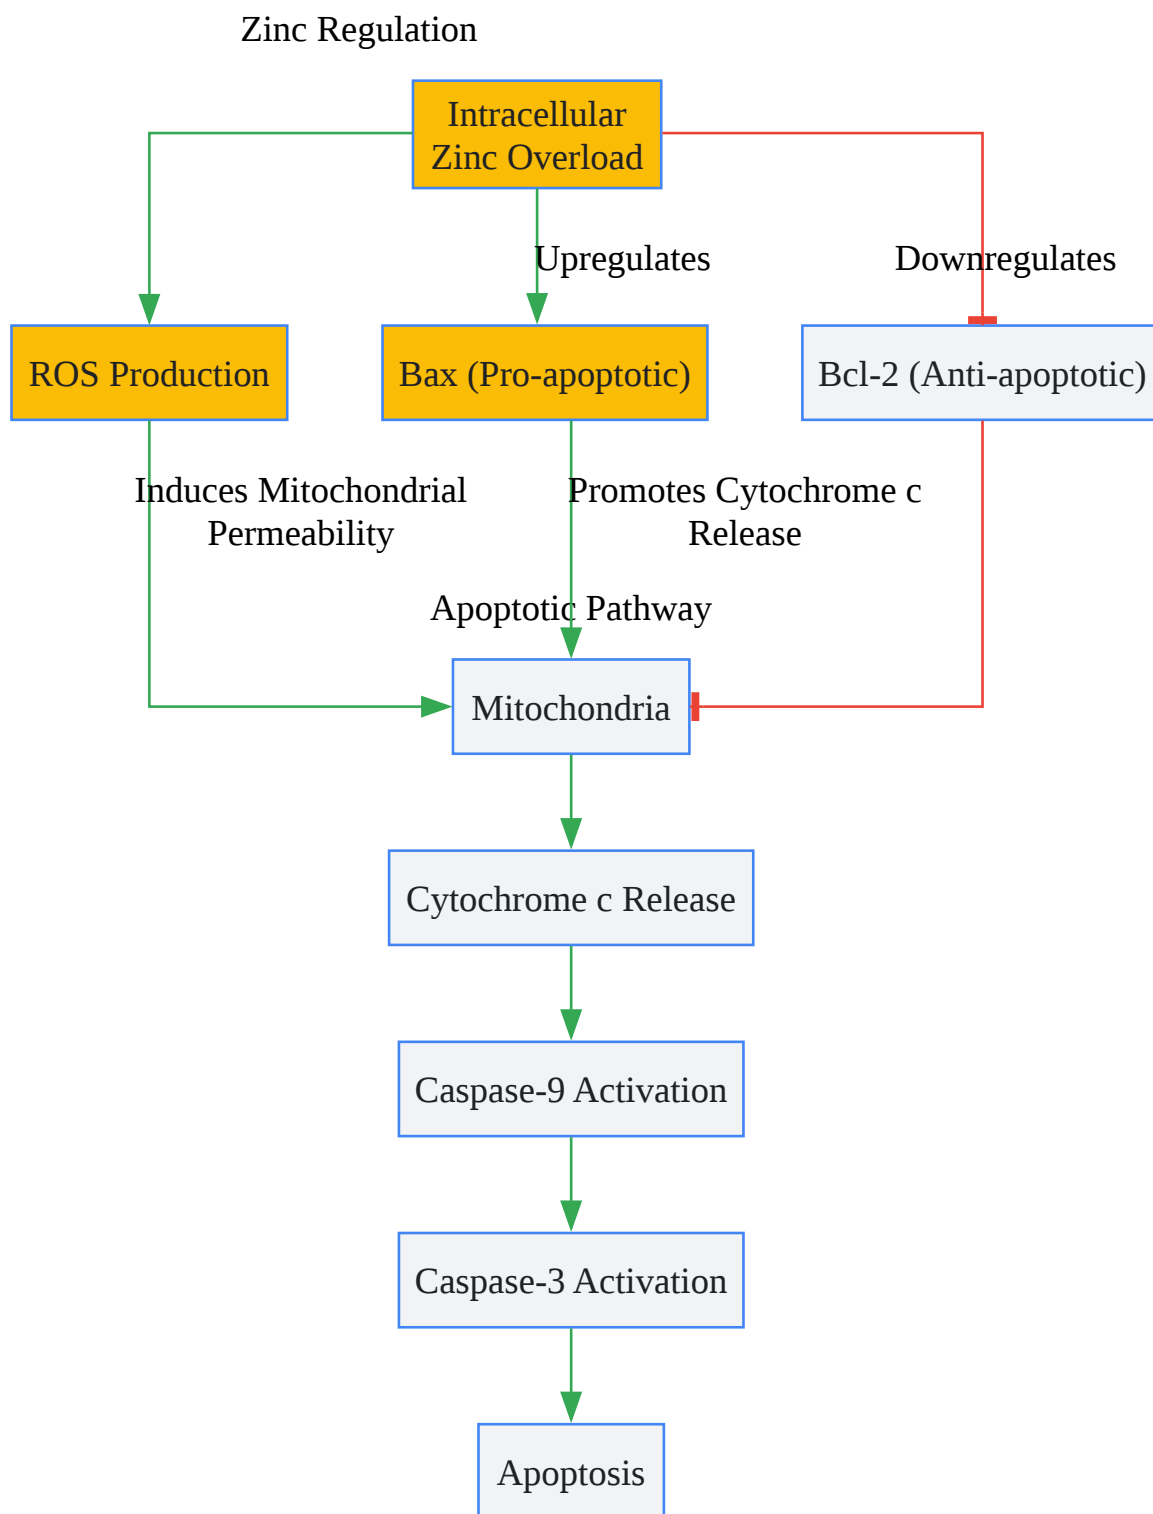 Zinc Regulation
Intracellular
Zinc Overload
Upregulates
Downregulates
ROS Production
Bax (Pro-apoptotic)
Bcl-2 (Anti-apoptotic)
Induces Mitochondrial
Permeability
Promotes Cytochrome c
Release
Apoptotic Pathway
Mitochondria
Cytochrome c Release
Caspase-9 Activation
Caspase-3 Activation
Apoptosis